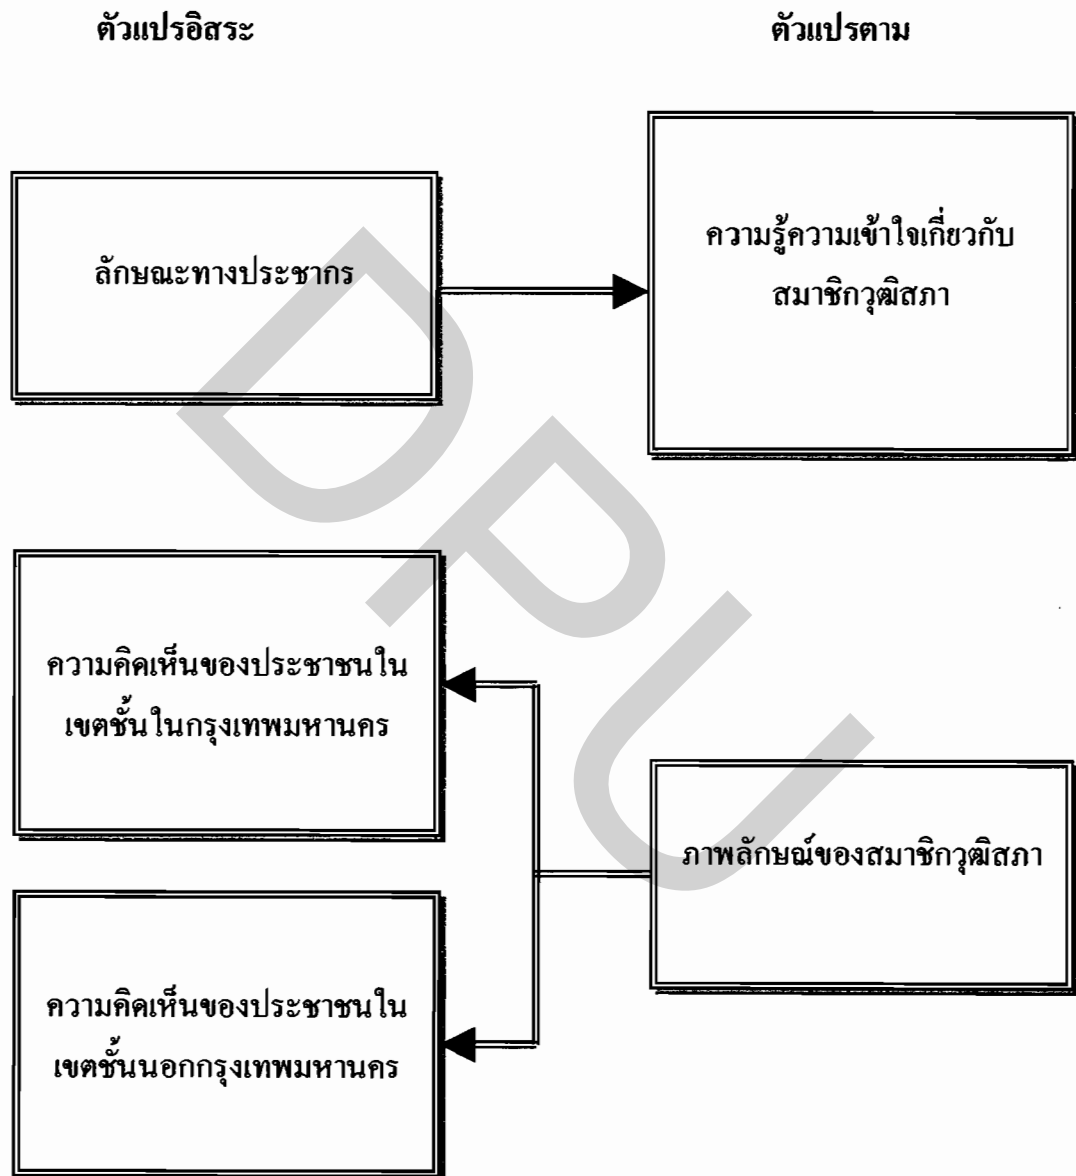 ตัวแปรอิสระ
ตัวแปรตาม
ลักษณะทางประชากร
ความรู้ความเข้าใจเกี่ยวกับ
สมาชิกวุฒิสภา
ความคิดเห็นของประชาชนใน
เขตชั้นในกรุงเทพมหานคร
ภาพลักษณ์ของสมาชิกวุฒิสภา
ความคิดเห็นของประชาชนใน
เขตชั้นนอกกรุงเทพมหานคร
DPU